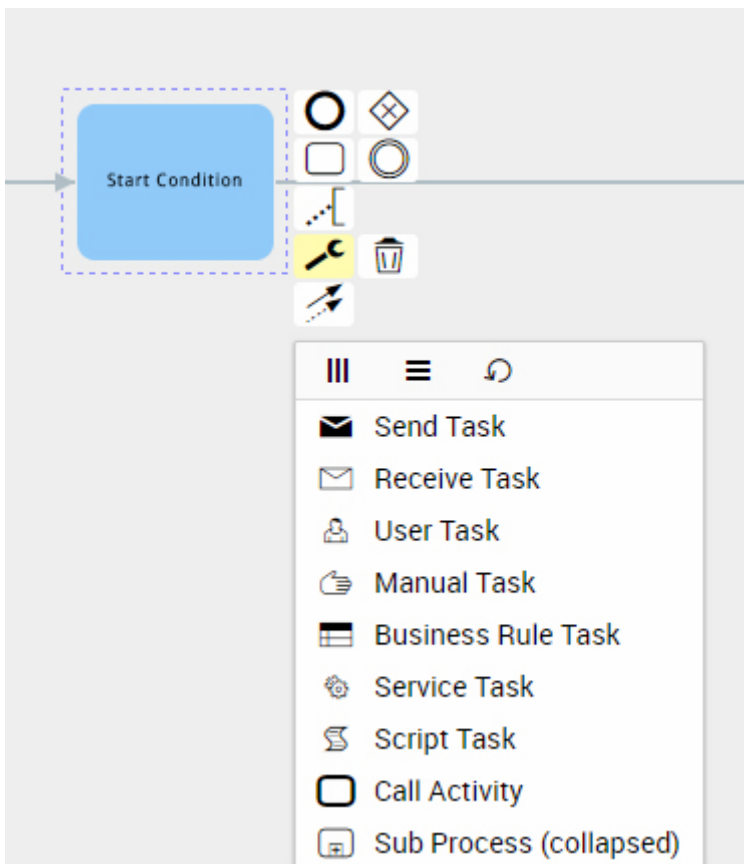 Start Condition
Send Task
Receive Task
User Task
Manual Task
Business Rule Task
Service Task
Script Task
Call Activity
Sub Process (collapsed)